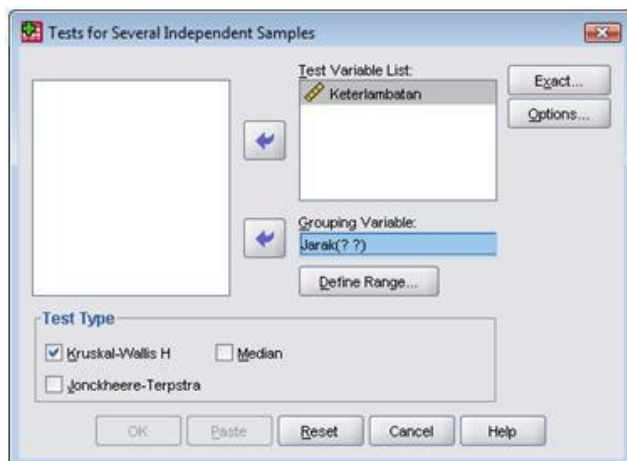 Tests for Several Independent Samples
Test Variable List:
Keterlambatan
Exact...
Options...
Grouping Variable:
Jarak(? ?)
Define Range...
Test Type
Kruskal-Wallis H
Median
Jonckheere-Terpstra
OK
Paste
Reset
Cancel
Help